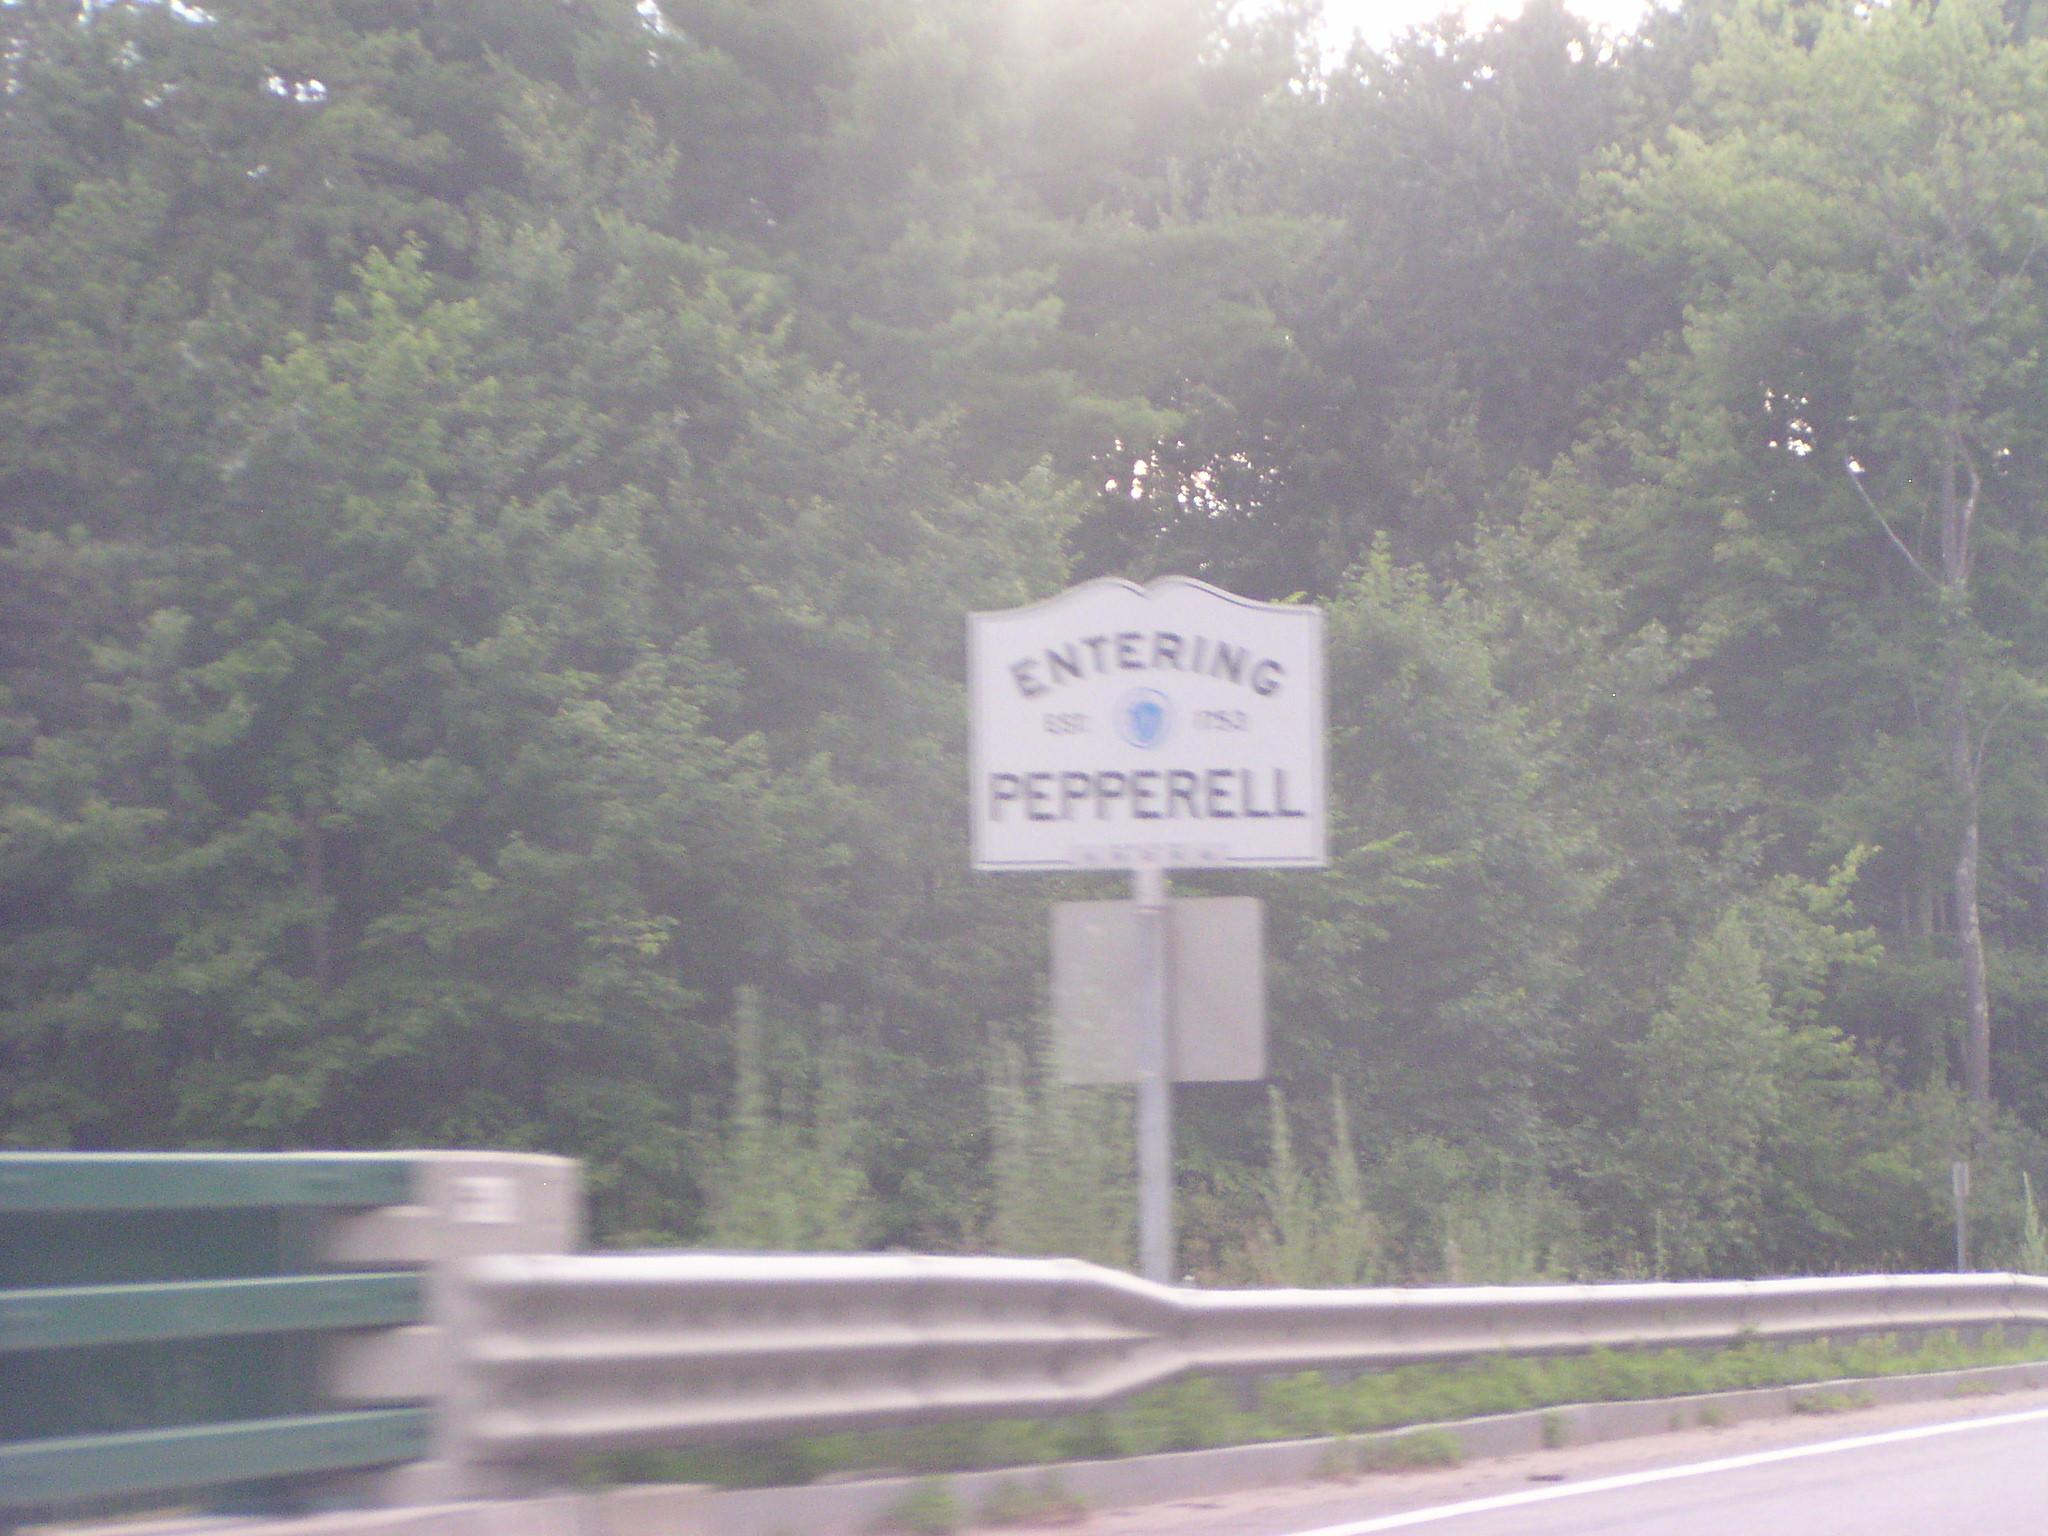 ENTERING
EST. 1753
PEPPERELL